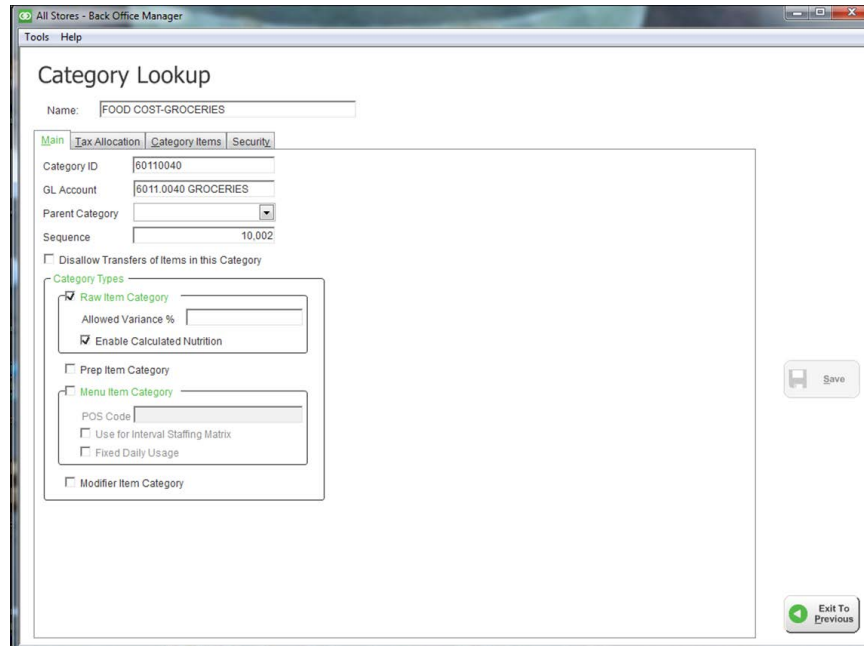 All Stores - Back Office Manager
Tools Help
Category Lookup
Name: FOOD COST-GROCERIES
Main Tax Allocation Category Items Security
Category ID 60110040
GL Account 6011.0040 GROCERIES
Parent Category
Sequence 10,002
Disallow Transfers of Items in this Category
Category Types
Raw Item Category
Allowed Variance %
Enable Calculated Nutrition
Prep Item Category
Menu Item Category
POS Code
Use for Interval Staffing Matrix
Fixed Daily Usage
Modifier Item Category
Save
Exit To
Previous